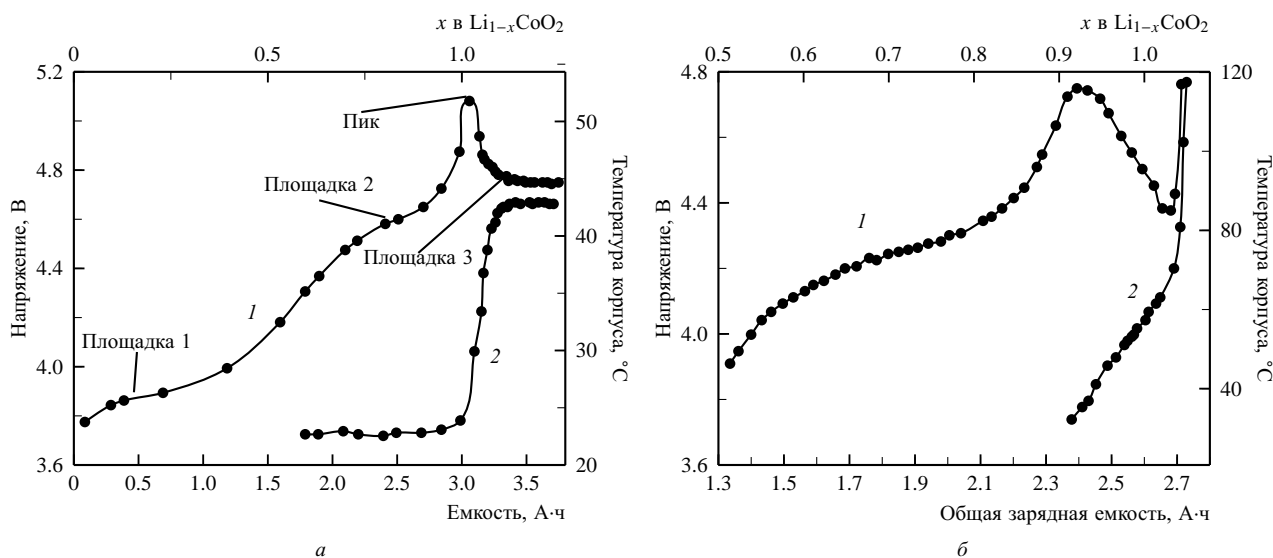 x в Li1–xCoO2
0 0.5 1.0
5.2
4.8
4.4
4.0
3.6
Напряжение, В
Пик
Площадка 2
Площадка 3
Площадка 1
1
2
50
40
30
20
Температура корпуса, °C
0 0.5 1.0 1.5 2.0 2.5 3.0 3.5
Емкость, А·ч
а
x в Li1–xCoO2
0.5 0.6 0.7 0.8 0.9 1.0
4.8
4.4
4.0
3.6
Напряжение, В
1
2
120
80
40
Температура корпуса, °C
1.3 1.5 1.7 1.9 2.1 2.3 2.5 2.7
Общая зарядная емкость, А·ч
б